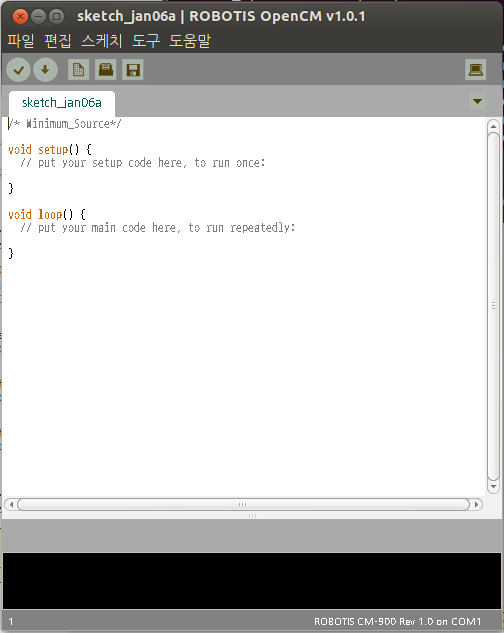 sketch_jan06a | ROBOTIS OpenCM v1.0.1
파일 편집 스케치 도구 도움말
sketch_jan06a
/* Minimum_Source*/
void setup() {
// put your setup code here, to run once:
}
void loop() {
// put your main code here, to run repeatedly:
}
1 ROBOTIS CM-900 Rev 1.0 on COM1